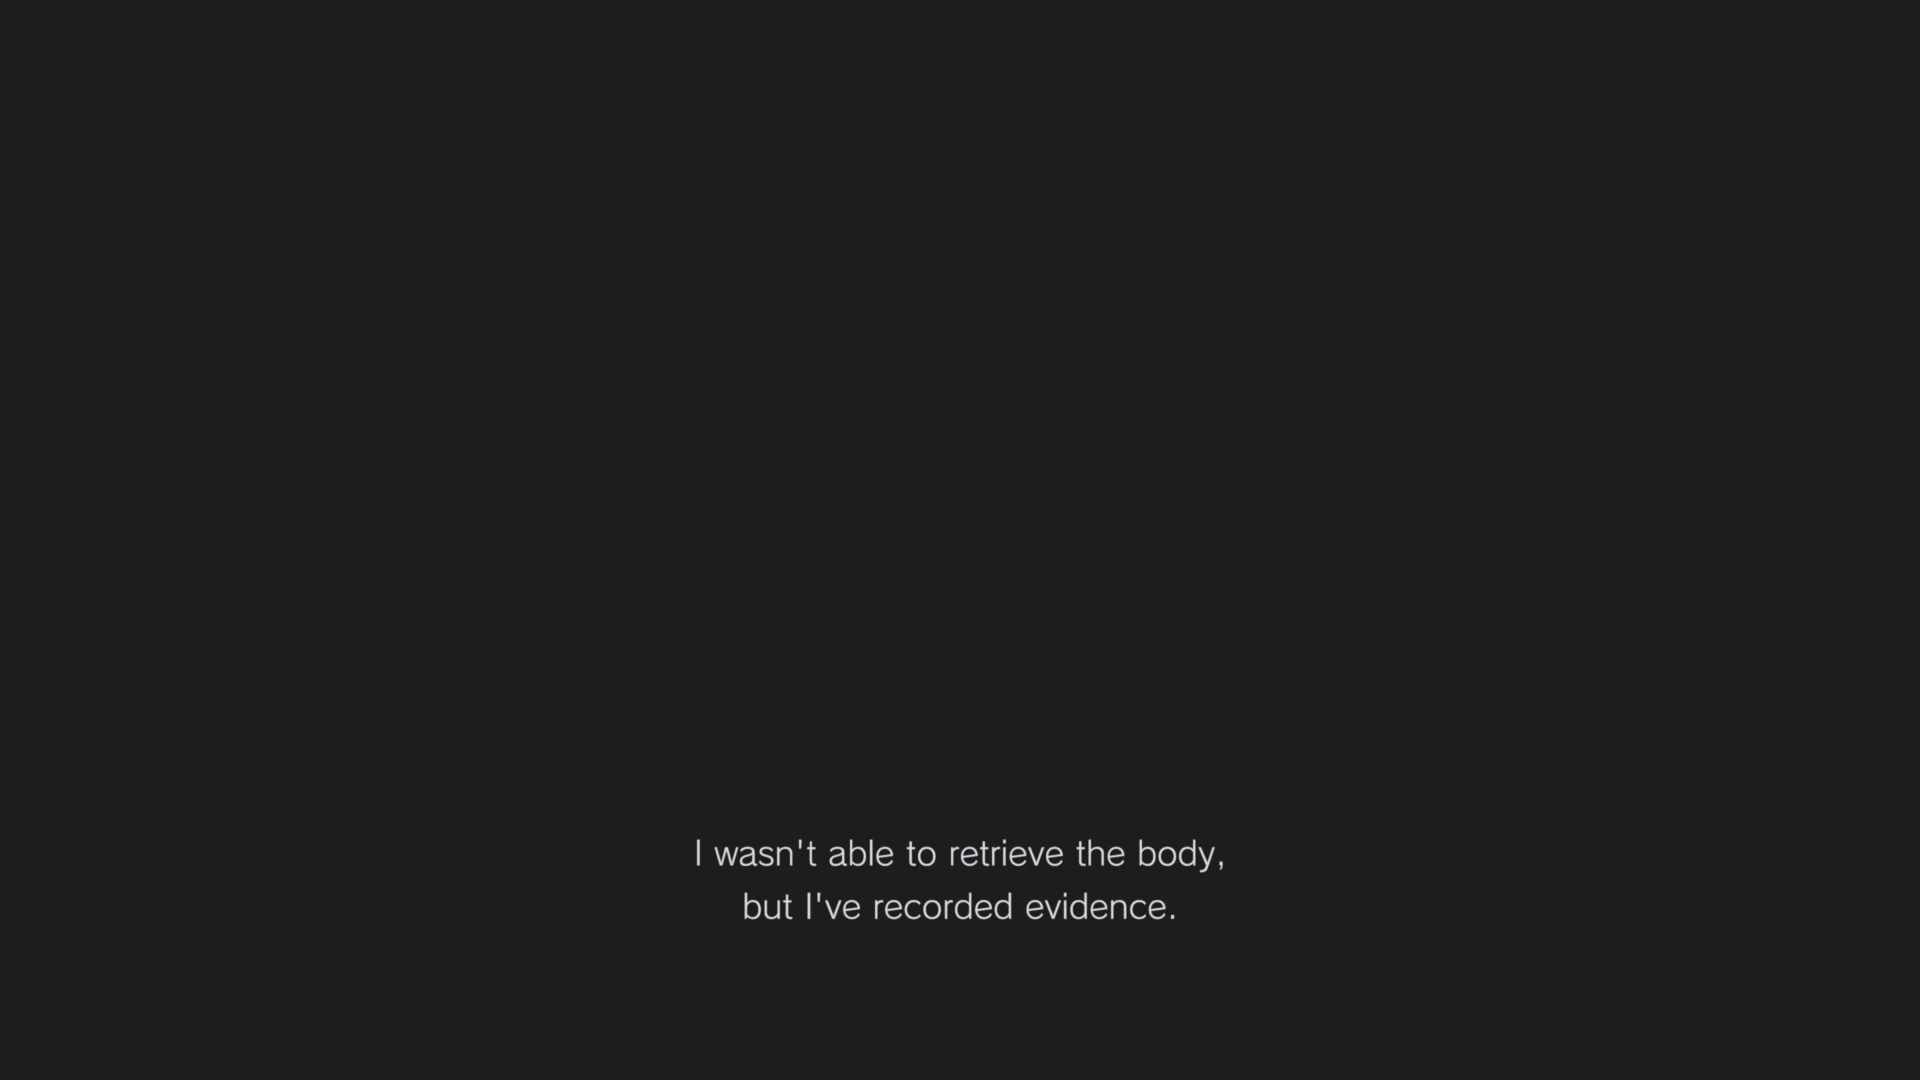 I wasn't able to retrieve the body,
but I've recorded evidence.